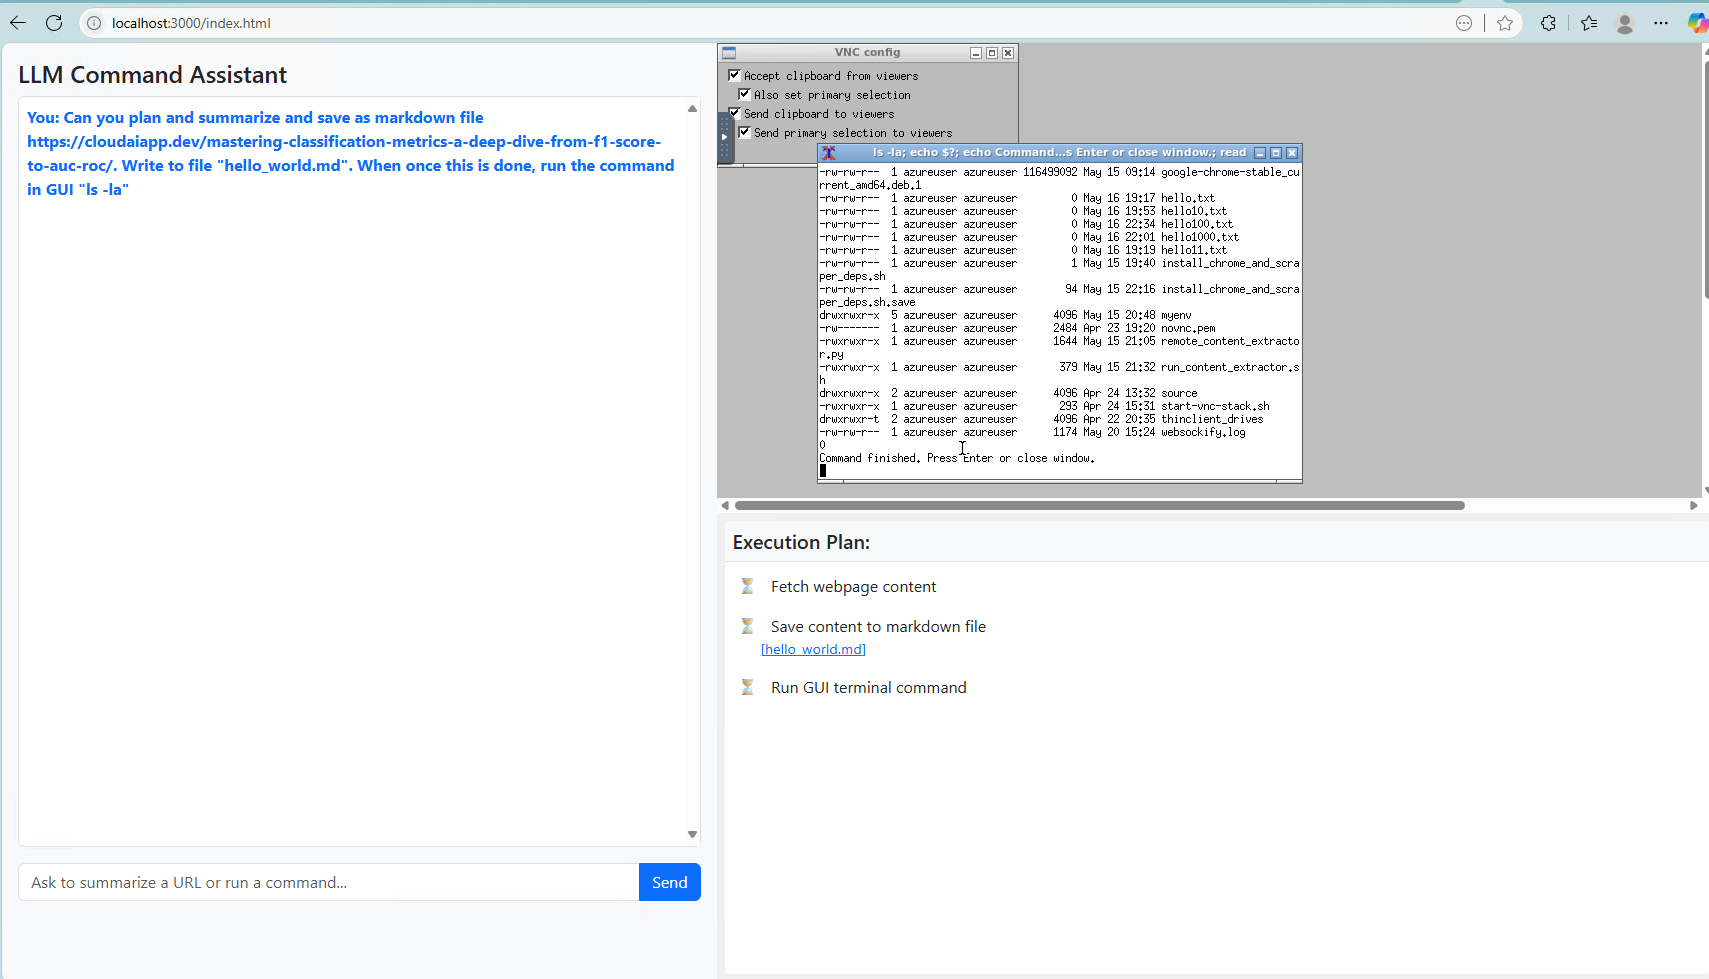 localhost:3000/index.html
LLM Command Assistant
You: Can you plan and summarize and save as markdown file
https://cloudaiapp.dev/mastering-classification-metrics-a-deep-dive-from-f1-score-
to-auc-roc/. Write to file "hello_world.md". When once this is done, run the command
in GUI "ls -la"
Ask to summarize a URL or run a command...
Send
VNC config
Accept clipboard from viewers
Also set primary selection
Send clipboard to viewers
Send primary selection to viewers
ls -la; echo $?; echo Command...s Enter or close window.; read
-rw-rw-r-- 1 azureuser azureuser 116499092 May 15 09:14 google-chrome-stable_cu
rrent_amd64.deb.1
-rw-rw-r-- 1 azureuser azureuser 0 May 16 19:17 hello.txt
-rw-rw-r-- 1 azureuser azureuser 0 May 16 19:53 hello10.txt
-rw-rw-r-- 1 azureuser azureuser 0 May 16 22:34 hello100.txt
-rw-rw-r-- 1 azureuser azureuser 0 May 16 22:01 hello1000.txt
-rw-rw-r-- 1 azureuser azureuser 0 May 16 19:19 hello11.txt
-rw-rw-r-- 1 azureuser azureuser 1 May 15 19:40 install_chrome_and_scra
per_deps.sh
-rw-rw-r-- 1 azureuser azureuser 94 May 15 22:16 install_chrome_and_scra
per_deps.sh.save
drwxrwxr-x 5 azureuser azureuser 4096 May 15 20:48 myenv
-rw------- 1 azureuser azureuser 2484 Apr 23 19:20 novnc.pem
-rwxrwxr-x 1 azureuser azureuser 1644 May 15 21:05 remote_content_extracto
r.py
-rwxrwxr-x 1 azureuser azureuser 379 May 15 21:32 run_content_extractor.s
h
drwxrwxr-x 2 azureuser azureuser 4096 Apr 24 13:32 source
-rwxrwxr-x 1 azureuser azureuser 293 Apr 24 15:31 start-vnc-stack.sh
drwxrwxr-t 2 azureuser azureuser 4096 Apr 22 20:35 thinclient_drives
-rw-rw-r-- 1 azureuser azureuser 1174 May 20 15:24 websockify.log
0
Command finished. Press Enter or close window.
Execution Plan:
Fetch webpage content
Save content to markdown file
[hello_world.md]
Run GUI terminal command